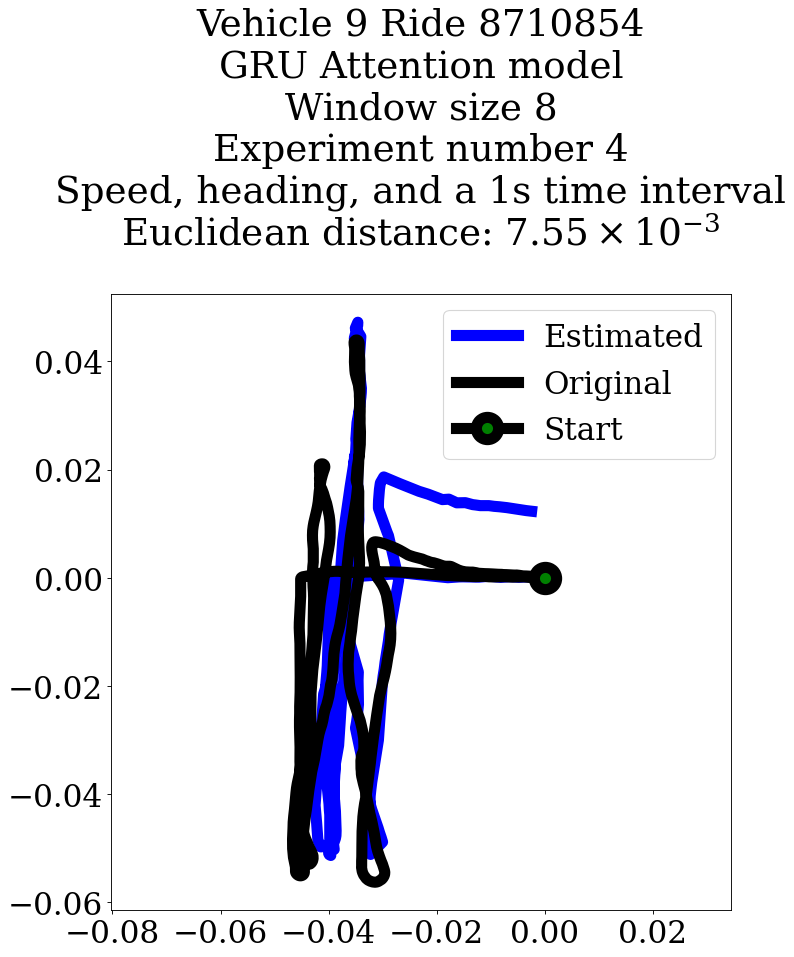 Vehicle 9 Ride 8710854
GRU Attention model
Window size 8
Experiment number 4
Speed, heading, and a 1s time interval
Euclidean distance: 7.55 × 10⁻³
Estimated
Original
Start
0.04
0.02
0.00
−0.02
−0.04
−0.06
−0.08 −0.06 −0.04 −0.02 0.00 0.02